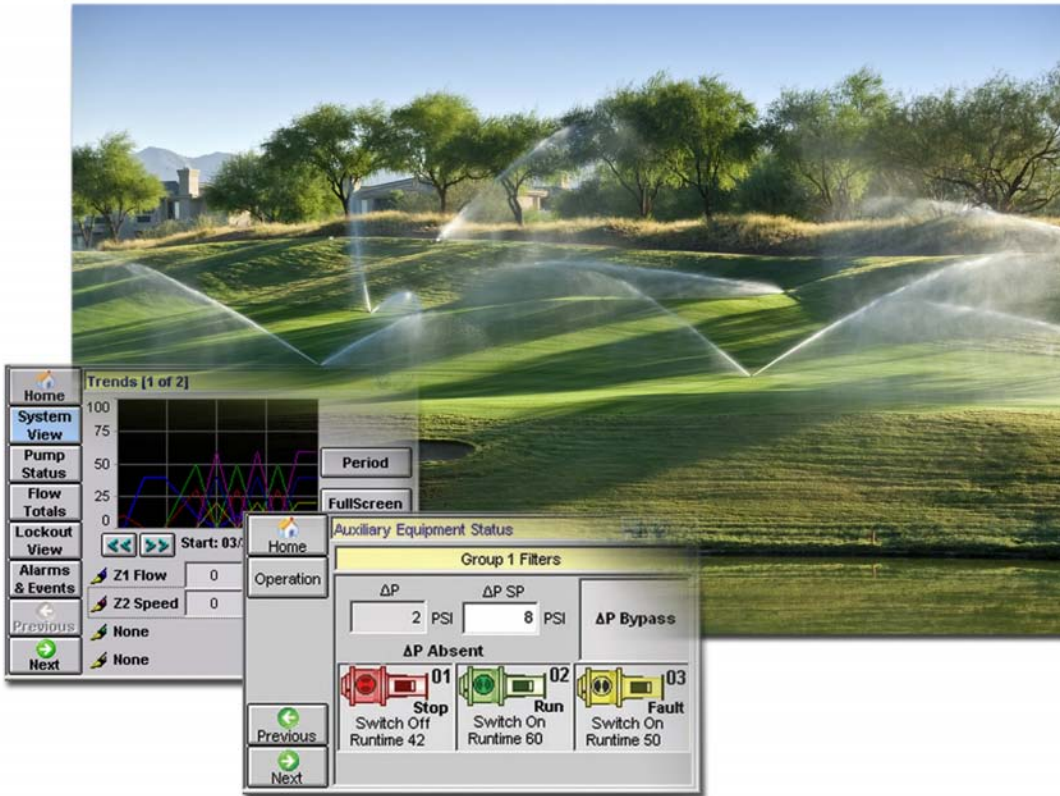 Home
System
View
Pump
Status
Flow
Totals
Lockout
View
Alarms
& Events
Previous
Next
Trends [1 of 2]
100
75
50
25
0
Period
FullScreen
<< >> Start: 03/
Z1 Flow 0
Z2 Speed 0
None
None
Home
Operation
Previous
Next
Auxiliary Equipment Status
Group 1 Filters
ΔP ΔP SP
2 PSI 8 PSI ΔP Bypass
ΔP Absent
01
Stop
Switch Off
Runtime 42
02
Run
Switch On
Runtime 60
03
Fault
Switch On
Runtime 50